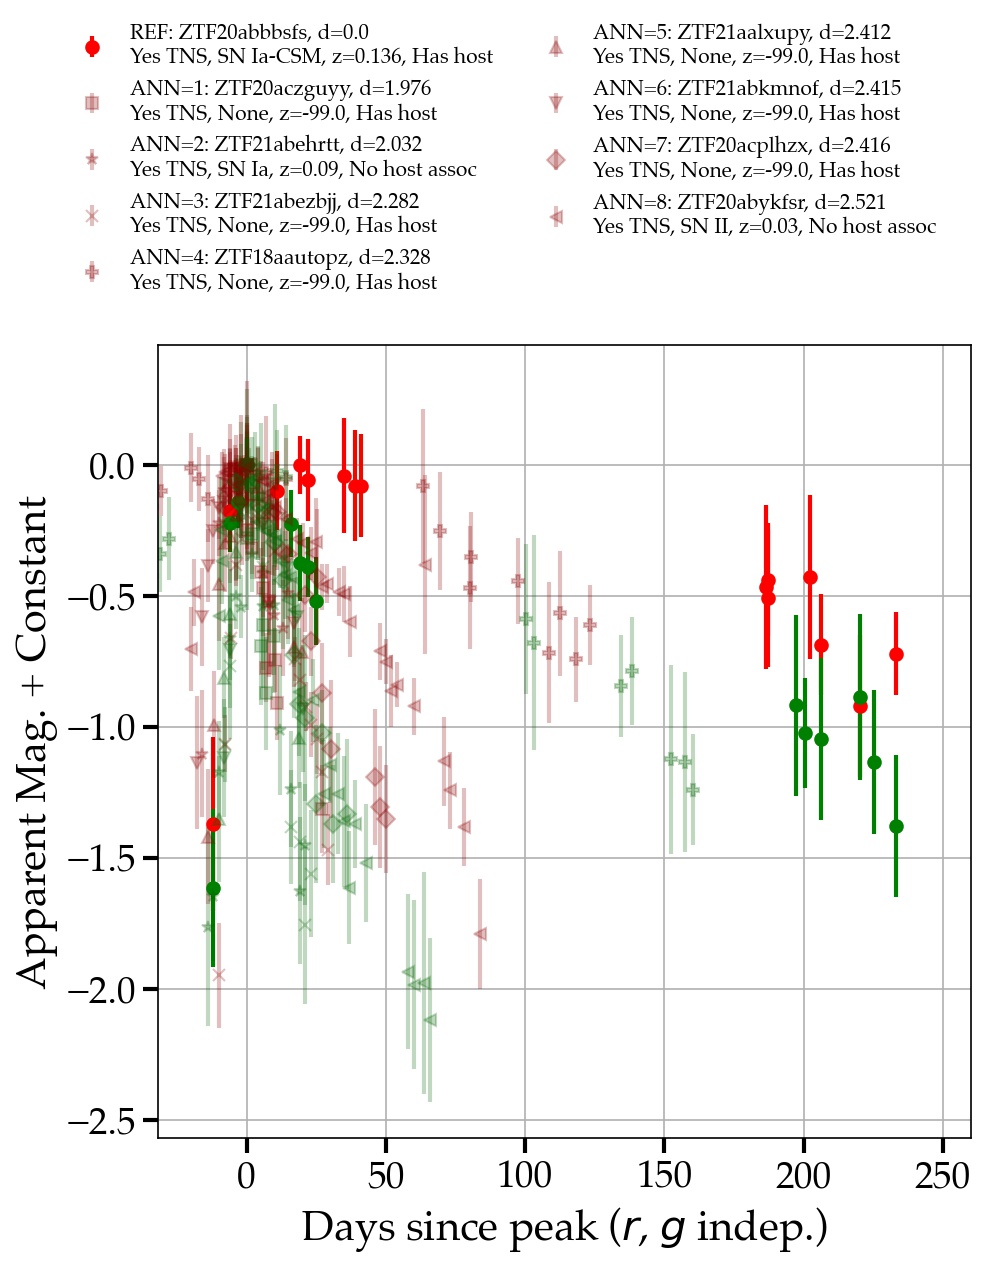 REF: ZTF20abbbsfs, d=0.0
Yes TNS, SN Ia-CSM, z=0.136, Has host
ANN=1: ZTF20aczguyy, d=1.976
Yes TNS, None, z=-99.0, Has host
ANN=2: ZTF21abehrtt, d=2.032
Yes TNS, SN Ia, z=0.09, No host assoc
ANN=3: ZTF21abezbjj, d=2.282
Yes TNS, None, z=-99.0, Has host
ANN=4: ZTF18aautopz, d=2.328
Yes TNS, None, z=-99.0, Has host
ANN=5: ZTF21aalxupy, d=2.412
Yes TNS, None, z=-99.0, Has host
ANN=6: ZTF21abkmnof, d=2.415
Yes TNS, None, z=-99.0, Has host
ANN=7: ZTF20acplhzx, d=2.416
Yes TNS, None, z=-99.0, Has host
ANN=8: ZTF20abykfsr, d=2.521
Yes TNS, SN II, z=0.03, No host assoc
Apparent Mag. + Constant
0.0
−0.5
−1.0
−1.5
−2.0
−2.5
0 50 100 150 200 250
Days since peak (r, g indep.)